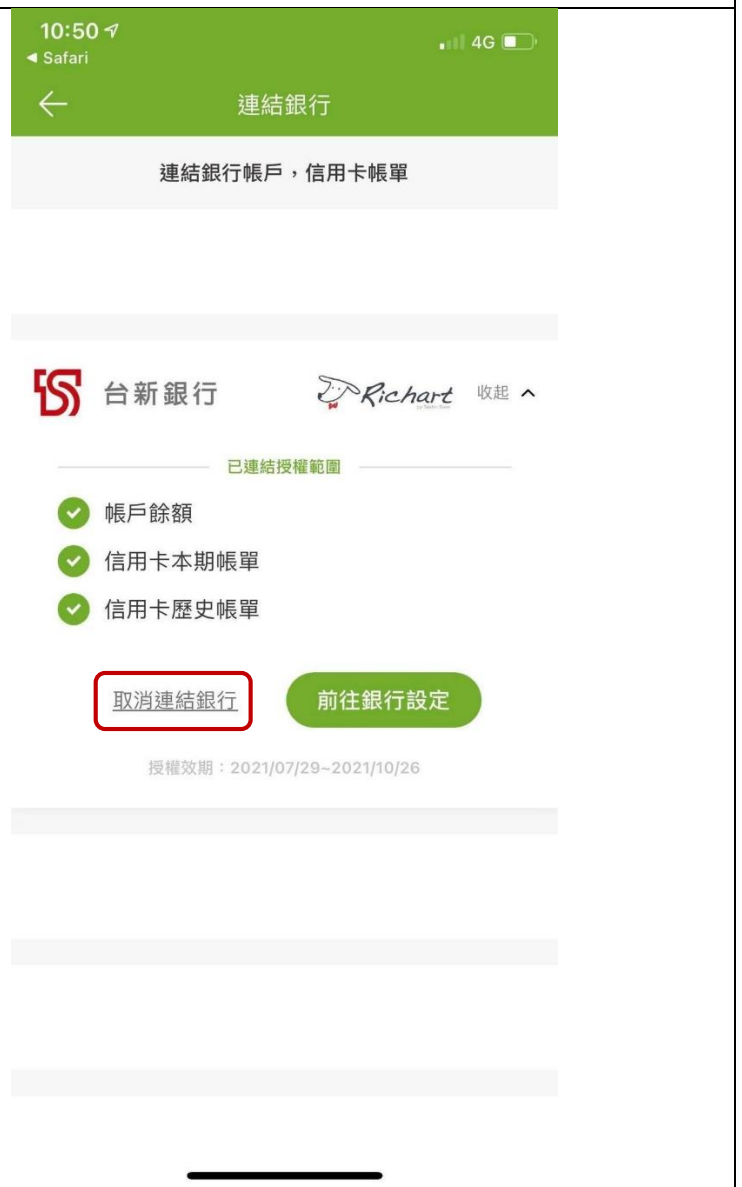 10:50
4G
◀ Safari
連結銀行
連結銀行帳戶，信用卡帳單
台新銀行 Richart 收起
已連結授權範圍
帳戶餘額
信用卡本期帳單
信用卡歷史帳單
取消連結銀行 前往銀行設定
授權效期：2021/07/29~2021/10/26